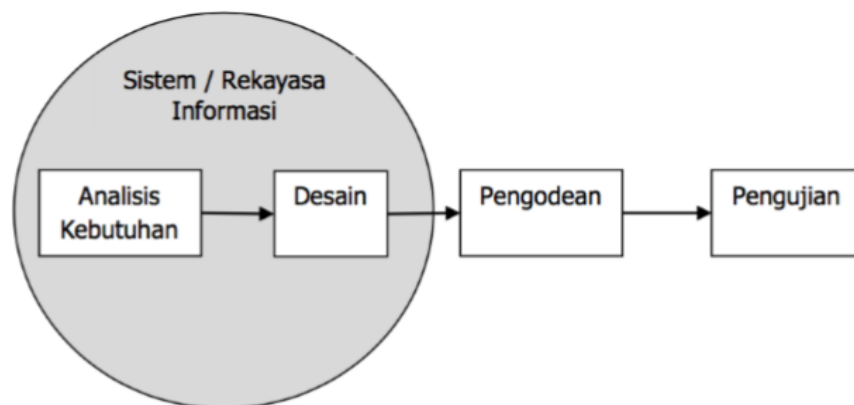 Sistem / Rekayasa
Informasi
Analisis
Kebutuhan
Desain
Pengodean
Pengujian